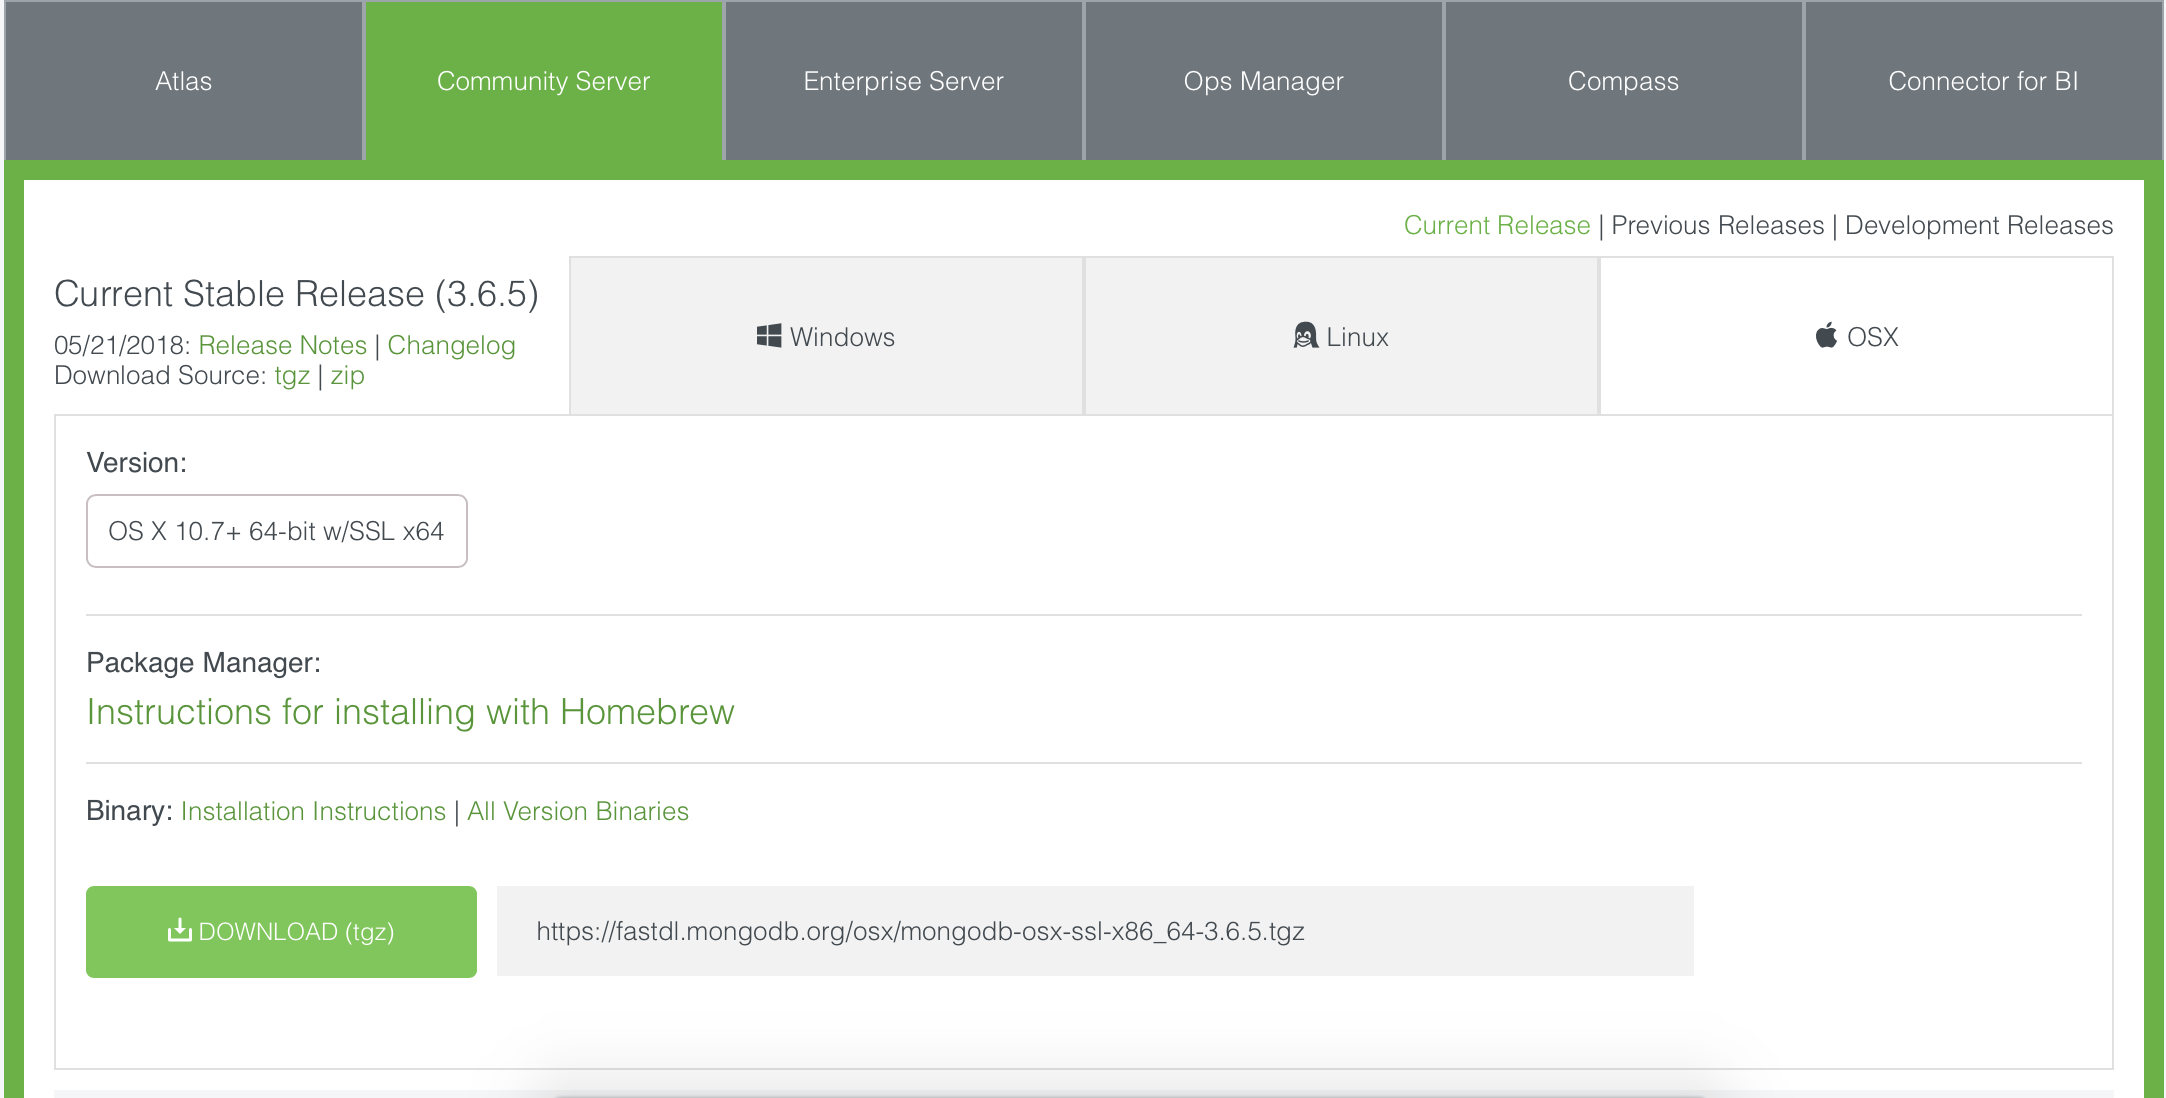 Atlas
Community Server
Enterprise Server
Ops Manager
Compass
Connector for BI
Current Release | Previous Releases | Development Releases
Current Stable Release (3.6.5)
05/21/2018: Release Notes | Changelog
Download Source: tgz | zip
Windows
Linux
OSX
Version:
OS X 10.7+ 64-bit w/SSL x64
Package Manager:
Instructions for installing with Homebrew
Binary: Installation Instructions | All Version Binaries
DOWNLOAD (tgz)
https://fastdl.mongodb.org/osx/mongodb-osx-ssl-x86_64-3.6.5.tgz